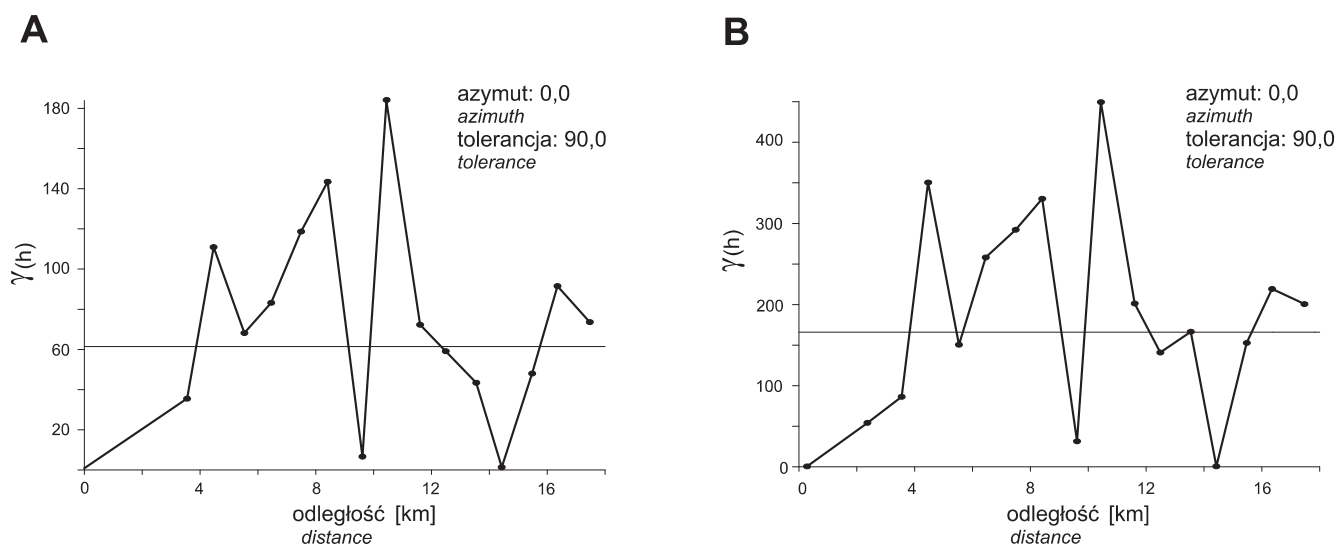 A
azymut: 0,0
azimuth
tolerancja: 90,0
tolerance
γ(h)
180
140
100
60
20
0 4 8 12 16
odległość [km]
distance
B
azymut: 0,0
azimuth
tolerancja: 90,0
tolerance
γ(h)
400
300
200
100
0
0 4 8 12 16
odległość [km]
distance